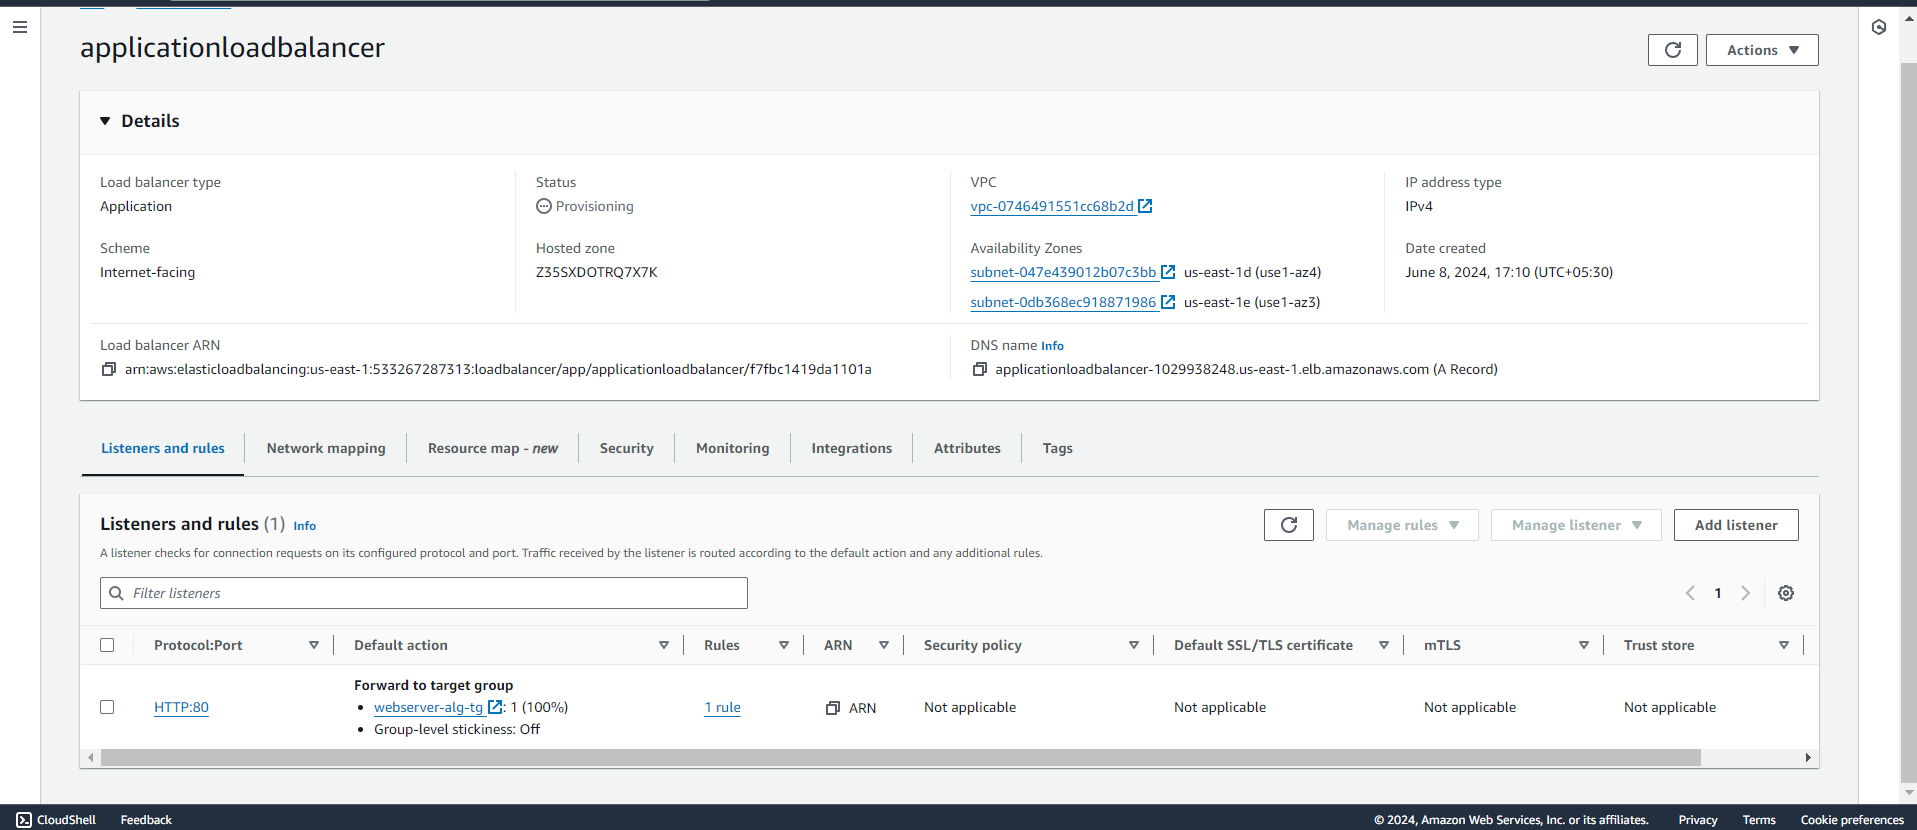 applicationloadbalancer
Actions
Details
Load balancer type
Application
Status
Provisioning
VPC
vpc-0746491551cc68b2d
IP address type
IPv4
Scheme
Internet-facing
Hosted zone
Z35SXDOTRQ7X7K
Availability Zones
subnet-047e439012b07c3bb us-east-1d (use1-az4)
subnet-0db368ec918871986 us-east-1e (use1-az3)
Date created
June 8, 2024, 17:10 (UTC+05:30)
Load balancer ARN
arn:aws:elasticloadbalancing:us-east-1:533267287313:loadbalancer/app/applicationloadbalancer/f7fbc1419da1101a
DNS name Info
applicationloadbalancer-1029938248.us-east-1.elb.amazonaws.com (A Record)
Listeners and rules Network mapping Resource map - new Security Monitoring Integrations Attributes Tags
Listeners and rules (1) Info
Manage rules Manage listener Add listener
A listener checks for connection requests on its configured protocol and port. Traffic received by the listener is routed according to the default action and any additional rules.
Filter listeners
1
Protocol:Port Default action Rules ARN Security policy Default SSL/TLS certificate mTLS Trust store
HTTP:80
Forward to target group
• webserver-alg-tg : 1 (100%)
• Group-level stickiness: Off
1 rule ARN Not applicable Not applicable Not applicable Not applicable
CloudShell Feedback © 2024, Amazon Web Services, Inc. or its affiliates. Privacy Terms Cookie preferences